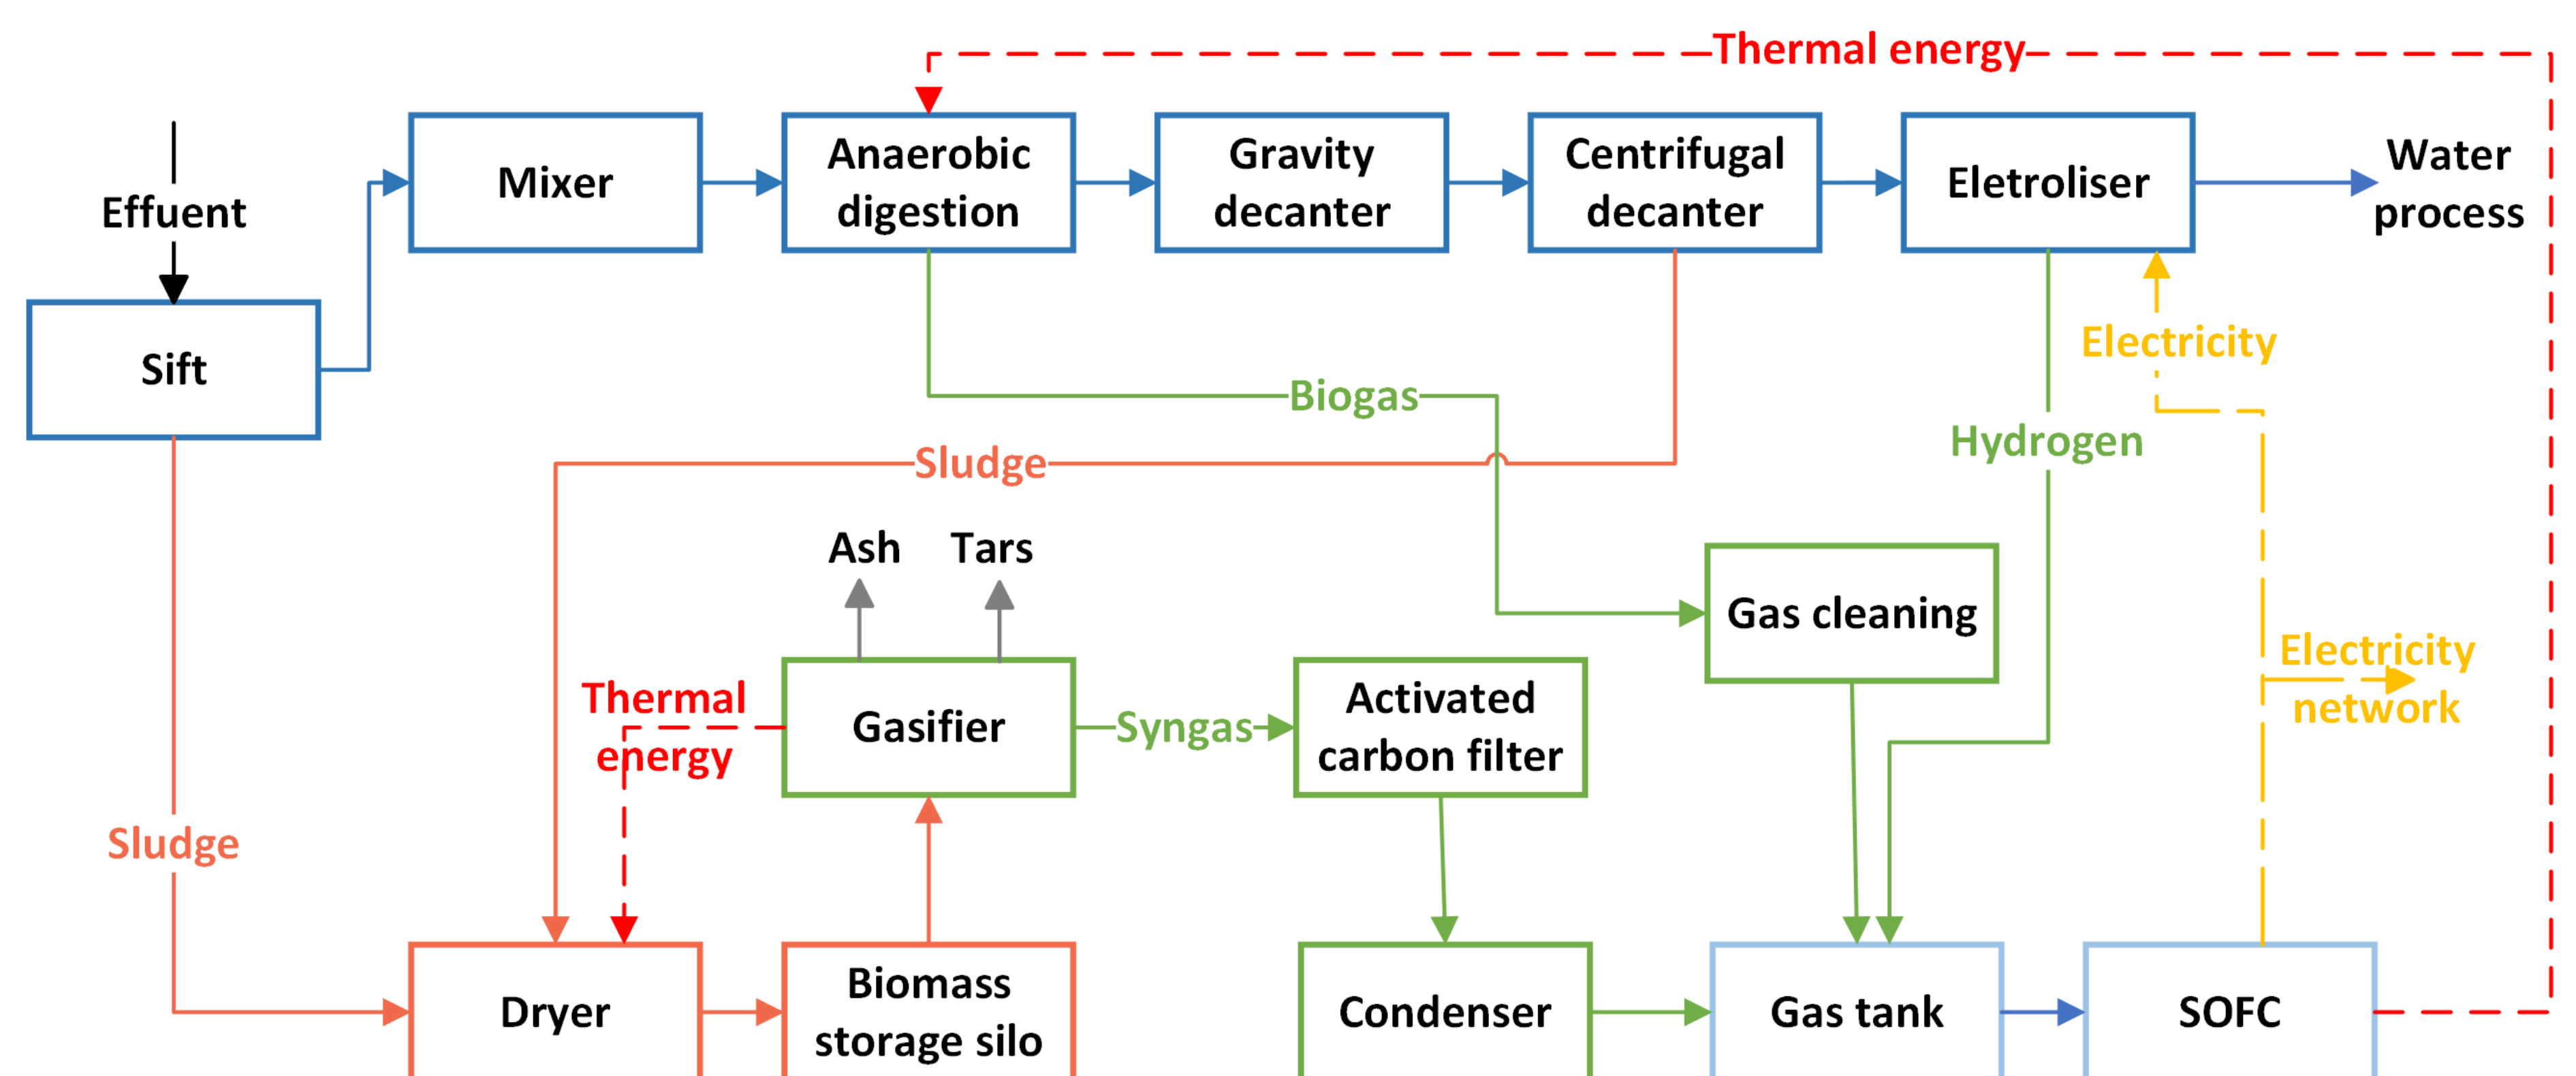 Thermal energy
Mixer
Anaerobic
digestion
Gravity
decanter
Centrifugal
decanter
Eletroliser
Water
process
Effuent
Sift
Electricity
Biogas
Hydrogen
Sludge
Ash
Tars
Gas cleaning
Electricity
network
Thermal
energy
Gasifier
Syngas
Activated
carbon filter
Sludge
Dryer
Biomass
storage silo
Condenser
Gas tank
SOFC